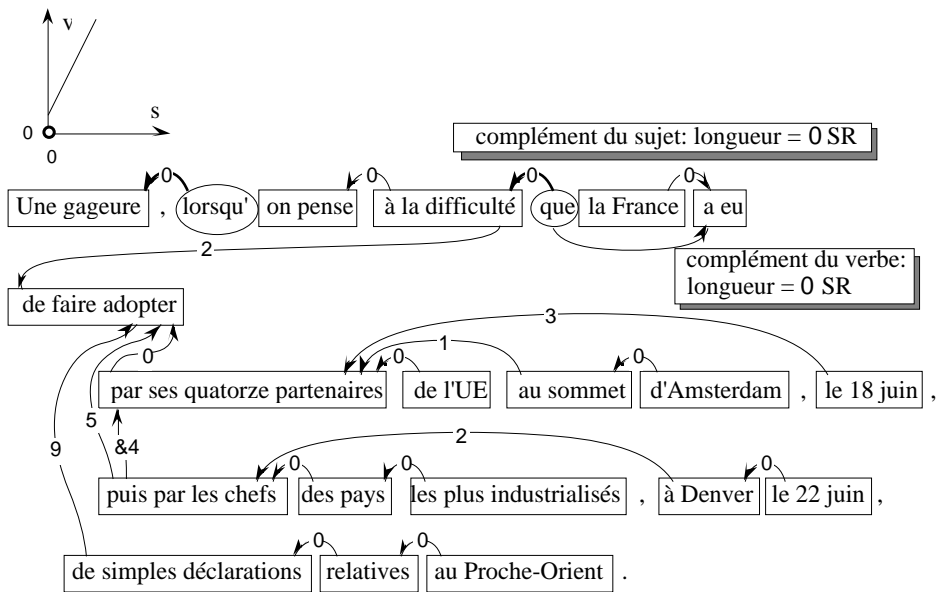 v
s
0
0
complément du sujet: longueur = 0 SR
0 0 0 0
Une gageure , lorsqu' on pense à la difficulté que la France a eu
2
complément du verbe:
longueur = 0 SR
de faire adopter
3
0 1 0 0
par ses quatorze partenaires de l'UE au sommet d'Amsterdam , le 18 juin ,
5
9 &4 2
0 0 0
puis par les chefs des pays les plus industrialisés , à Denver le 22 juin ,
0 0
de simples déclarations relatives au Proche-Orient .